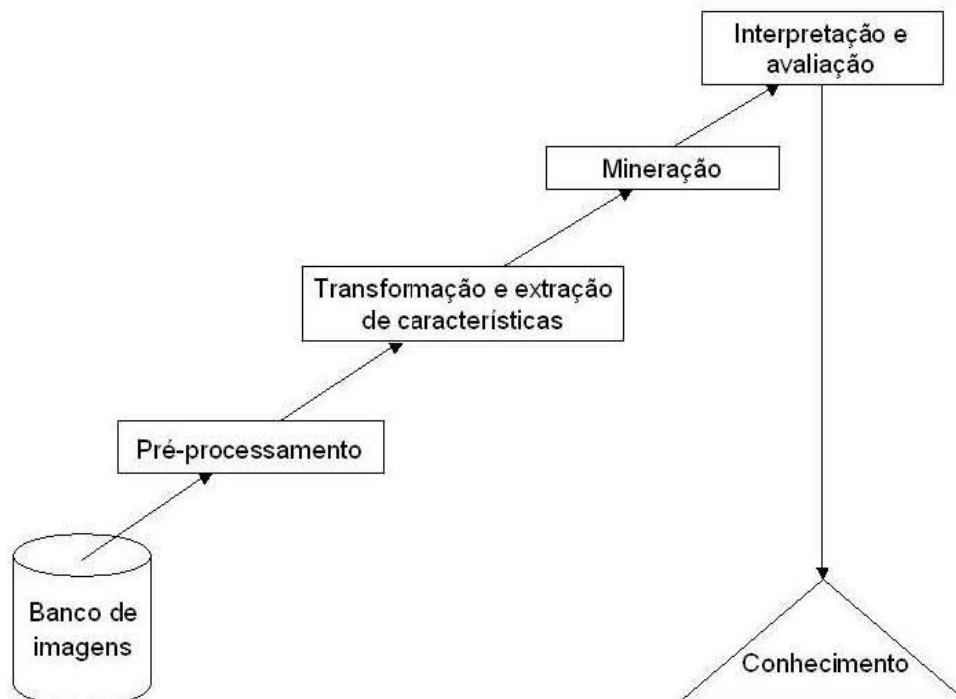 Interpretação e
avaliação
Mineração
Transformação e extração
de características
Pré-processamento
Banco de
imagens
Conhecimento